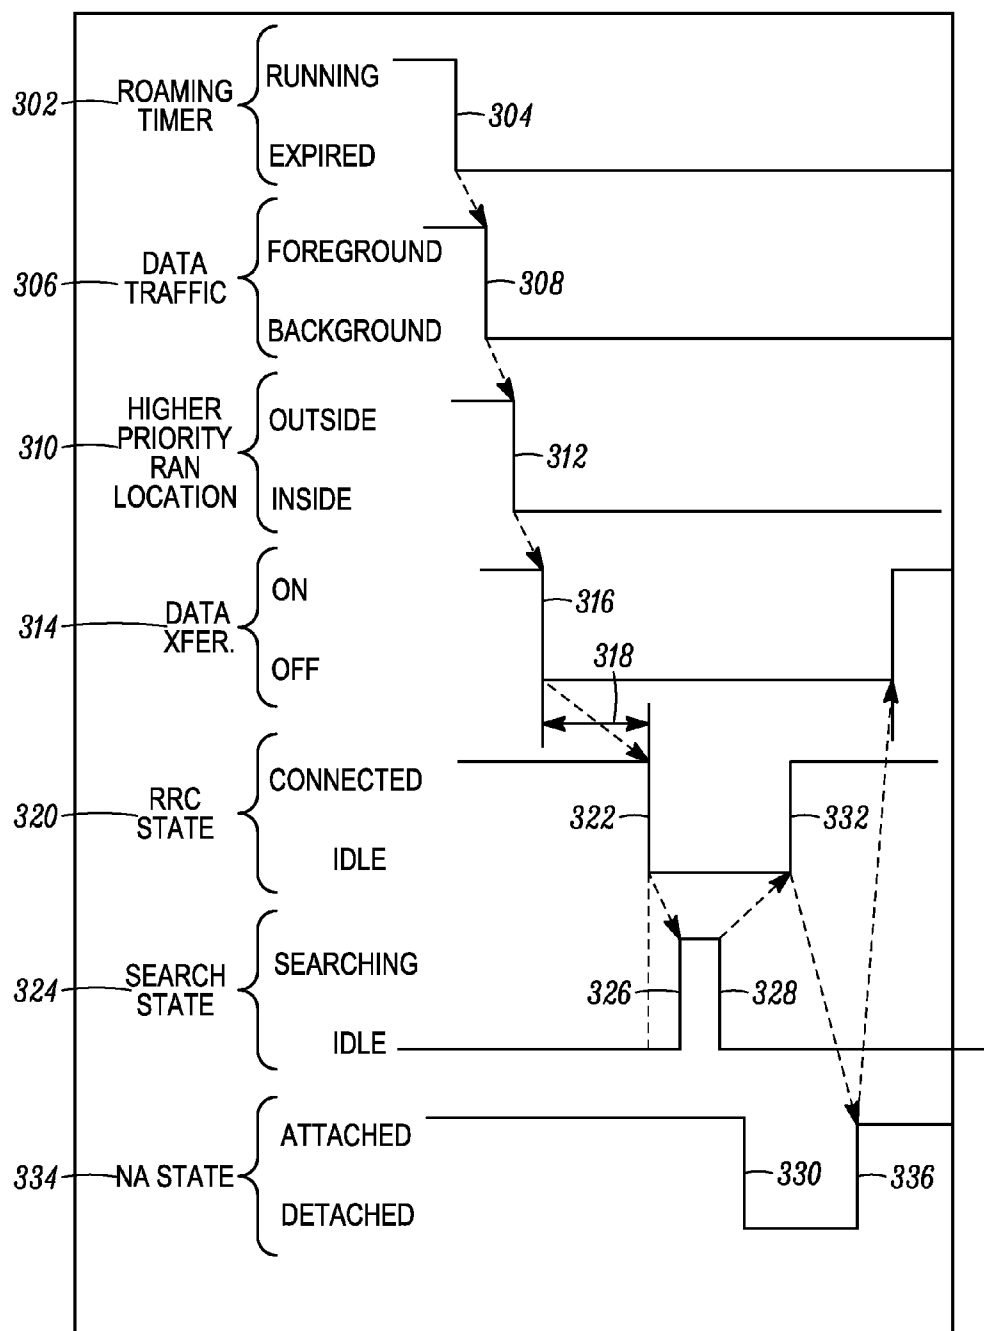 RUNNING
302
ROAMING
TIMER
304
EXPIRED
FOREGROUND
306
DATA
TRAFFIC
308
BACKGROUND
310
HIGHER
PRIORITY
RAN
LOCATION
OUTSIDE
312
INSIDE
ON
316
314
DATA
XFER.
318
OFF
CONNECTED
320
RRC
STATE
322
332
IDLE
SEARCHING
324
SEARCH
STATE
326
328
IDLE
ATTACHED
334
NA STATE
330
336
DETACHED